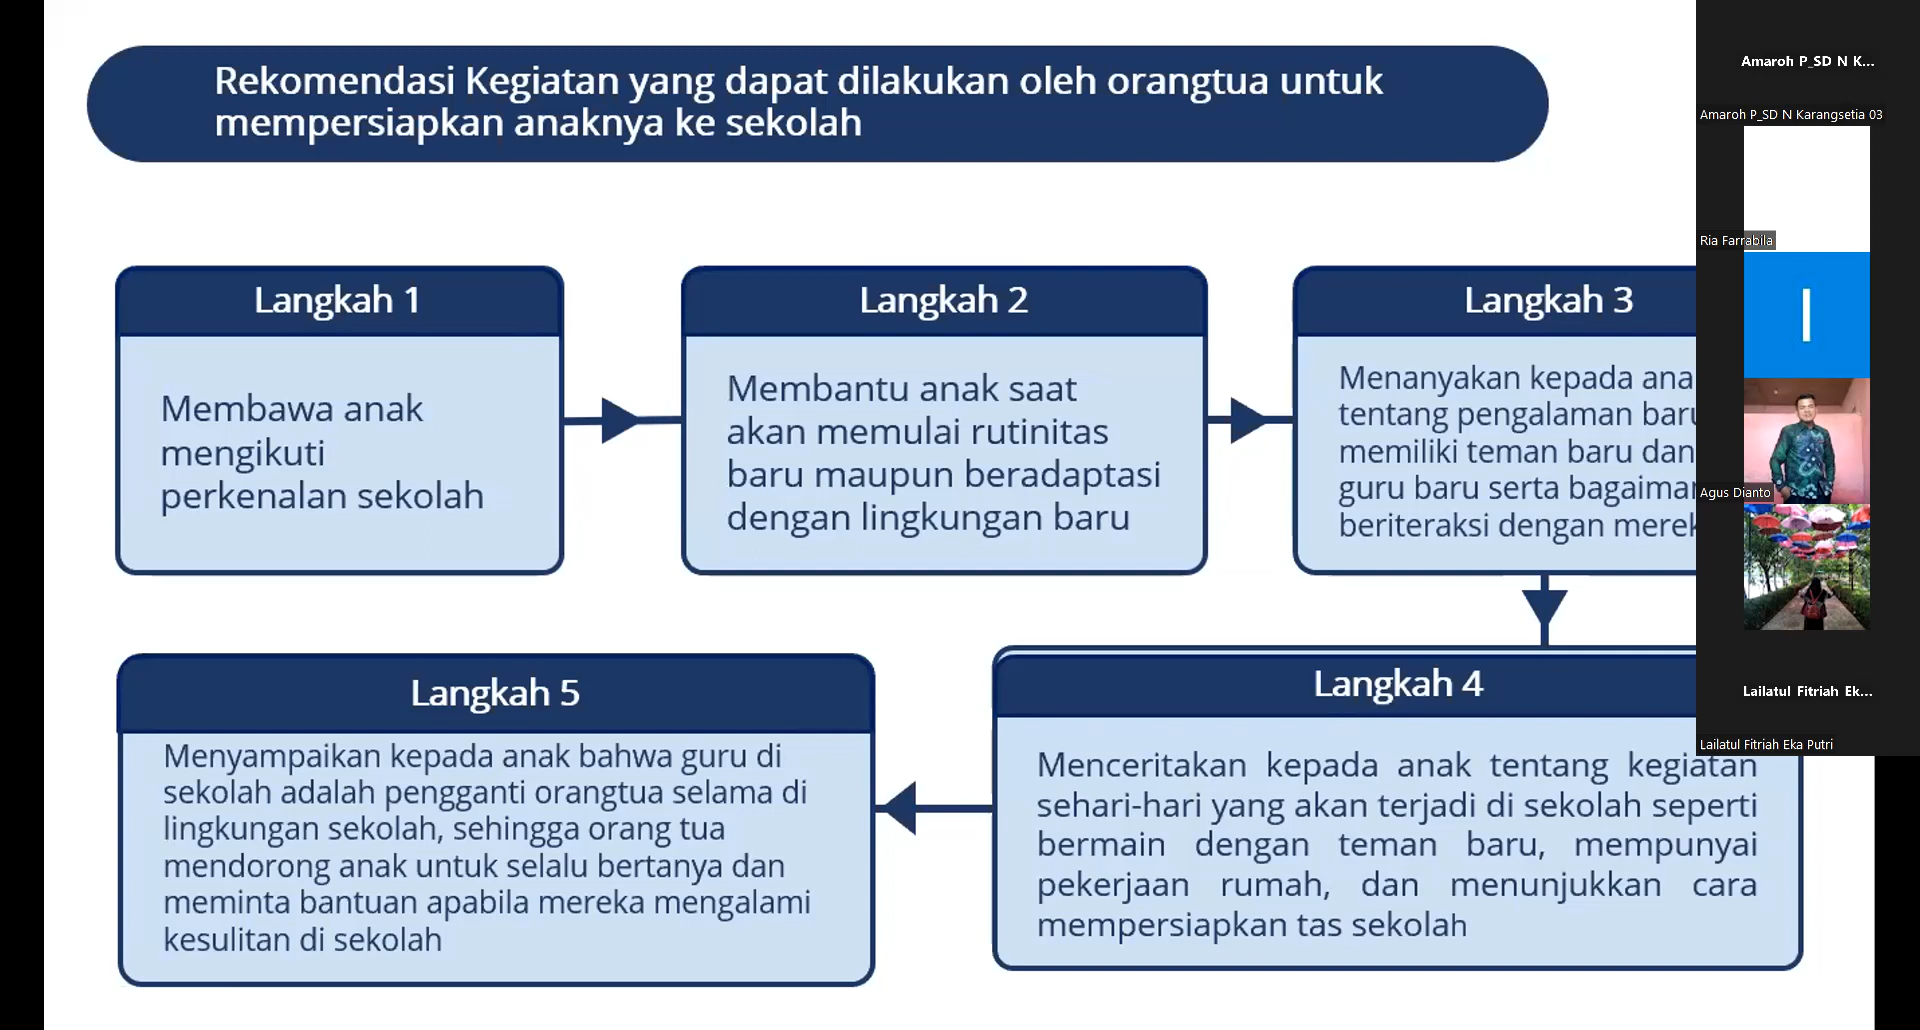 Rekomendasi Kegiatan yang dapat dilakukan oleh orangtua untuk
mempersiapkan anaknya ke sekolah
Langkah 1
Membawa anak
mengikuti
perkenalan sekolah
Langkah 2
Membantu anak saat
akan memulai rutinitas
baru maupun beradaptasi
dengan lingkungan baru
Langkah 3
Menanyakan kepada
tentang pengalaman
memiliki teman baru dan
guru baru serta
beriteraksi dengan
Langkah 4
Menceritakan kepada anak tentang kegiatan
sehari-hari yang akan terjadi di sekolah seperti
bermain dengan teman baru, mempunyai
pekerjaan rumah, dan menunjukkan cara
mempersiapkan tas sekolah
Langkah 5
Menyampaikan kepada anak bahwa guru di
sekolah adalah pengganti orangtua selama di
lingkungan sekolah, sehingga orang tua
mendorong anak untuk selalu bertanya dan
meminta bantuan apabila mereka mengalami
kesulitan di sekolah
Amaroh P_SD N K...
Amaroh P_SD N Karangsetia 03
Ria Farrabila
I
Agus Dianto
Lailatul Fitriah Ek...
Lailatul Fitriah Eka Putri